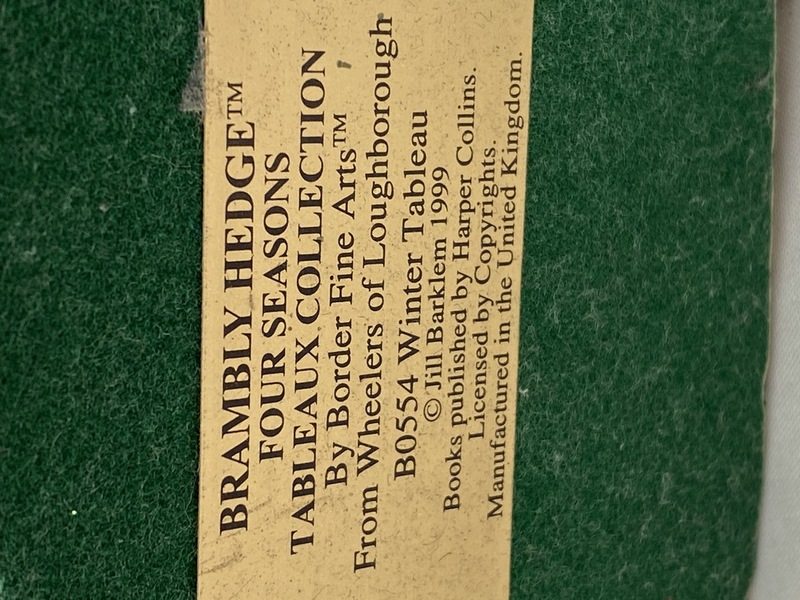 BRAMBLY HEDGE™
FOUR SEASONS
TABLEAUX COLLECTION
By Border Fine Arts™
From Wheelers of Loughborough
B0554 Winter Tableau
© Jill Barklem 1999
Books published by Harper Collins.
Licensed by Copyrights.
Manufactured in the United Kingdom.